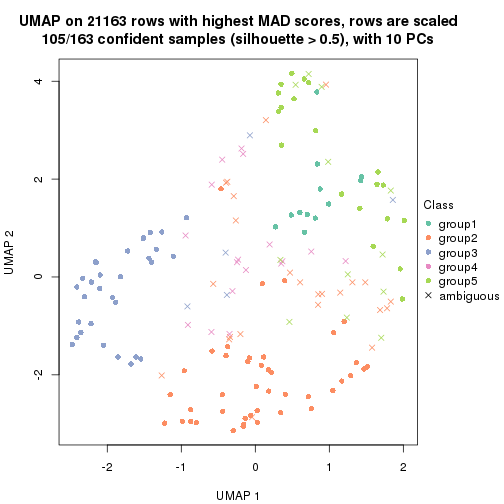 UMAP on 21163 rows with highest MAD scores, rows are scaled
105/163 confident samples (silhouette > 0.5), with 10 PCs
4
2
0
-2
UMAP 2
-2
-1
0
1
2
UMAP 1
Class
group1
group2
group3
group4
group5
ambiguous